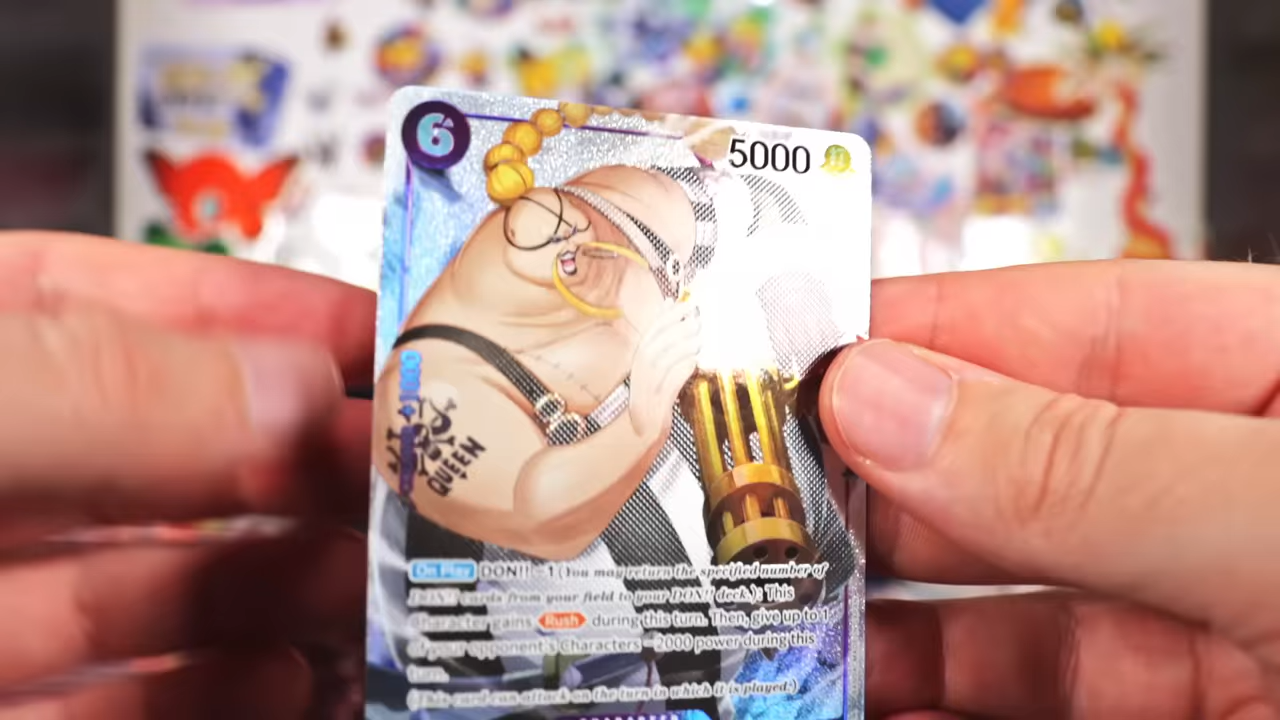 6
5000
QUEEN
On Play DON!! −1 (You may return the specified number of
DON!! cards from your field to your DON!! deck.): This
Character gains Rush during this turn. Then, give up to 1
of your opponent's Characters −2000 power during this
turn.
(This card can attack on the turn in which it is played.)
CHARACTER